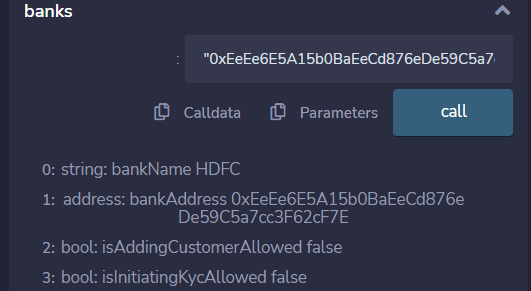 banks
: "0xEeEe6E5A15b0BaEeCd876eDe59C5a7
Calldata Parameters call
0: string: bankName HDFC
1: address: bankAddress 0xEeEe6E5A15b0BaEeCd876e
De59C5a7cc3F62cF7E
2: bool: isAddingCustomerAllowed false
3: bool: isInitiatingKycAllowed false